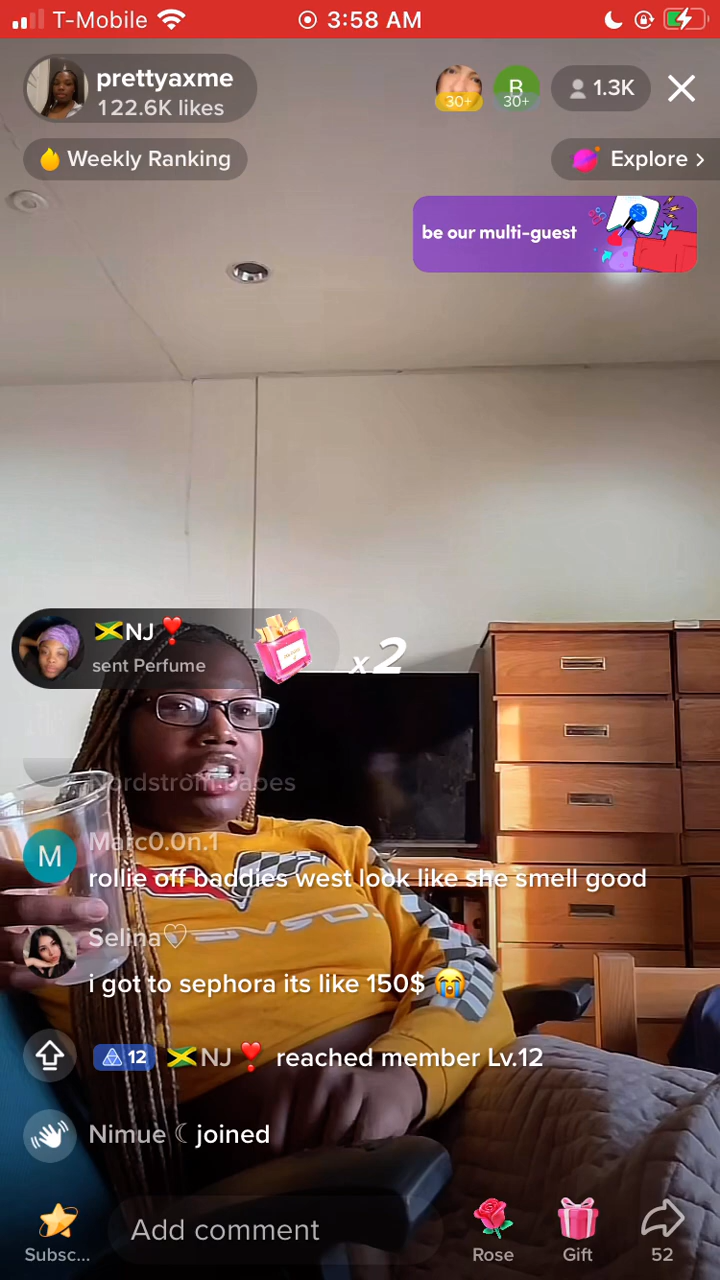 T-Mobile 3:58 AM
prettyaxme
122.6K likes
30+
B
30+
1.3K
Weekly Ranking
Explore
be our multi-guest
🇯🇲NJ❣️
sent Perfume
x2
Nordstrom babes
M
Marc0.0n.1
rollie off baddies west look like she smell good
Selina♡
i got to sephora its like 150$ 😭
12 🇯🇲NJ❣️ reached member Lv.12
Nimue ☾ joined
Add comment
Subsc...
Rose
Gift
52